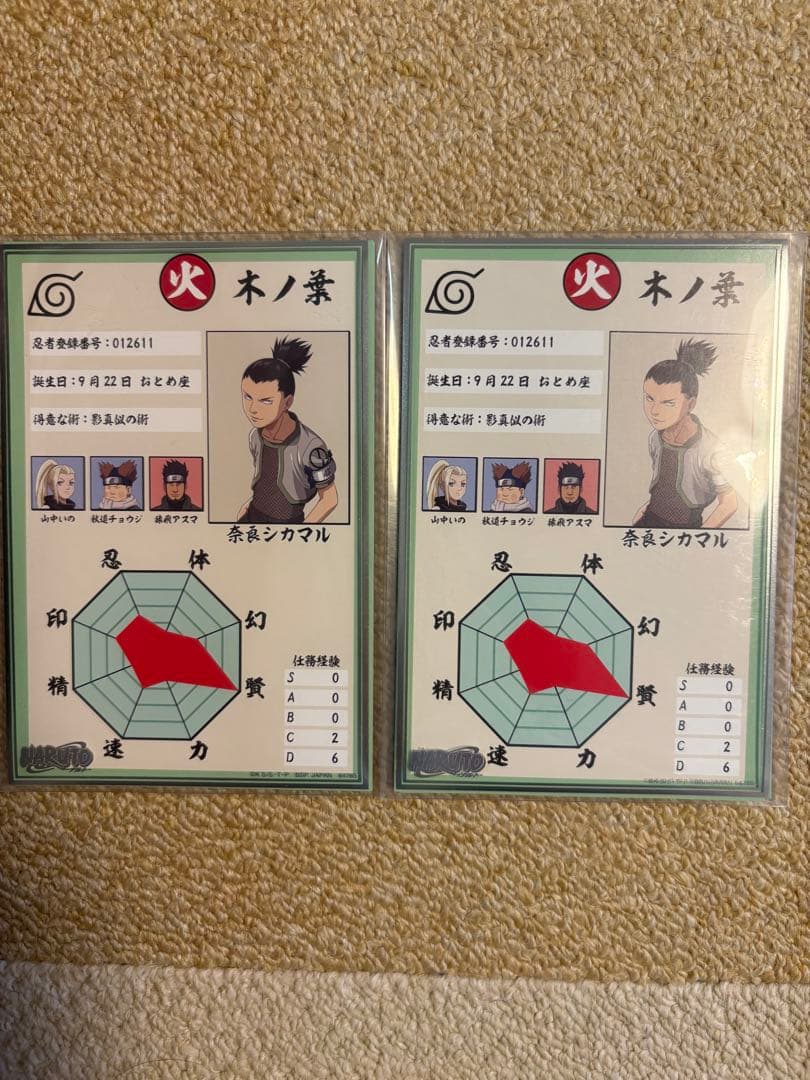 火 木ノ葉
忍者登録番号：012611
誕生日：9月22日 おとめ座
得意な術：影真似の術
山中いの 秋道チョウジ 猿飛アスマ
奈良シカマル
忍 体
印 幻
精 賢
速 力
任務経験
S 0
A 0
B 0
C 2
D 6
NARUTO
ナルト
火 木ノ葉
忍者登録番号：012611
誕生日：9月22日 おとめ座
得意な術：影真似の術
山中いの 秋道チョウジ 猿飛アスマ
奈良シカマル
忍 体
印 幻
精 賢
速 力
任務経験
S 0
A 0
B 0
C 2
D 6
NARUTO
ナルト